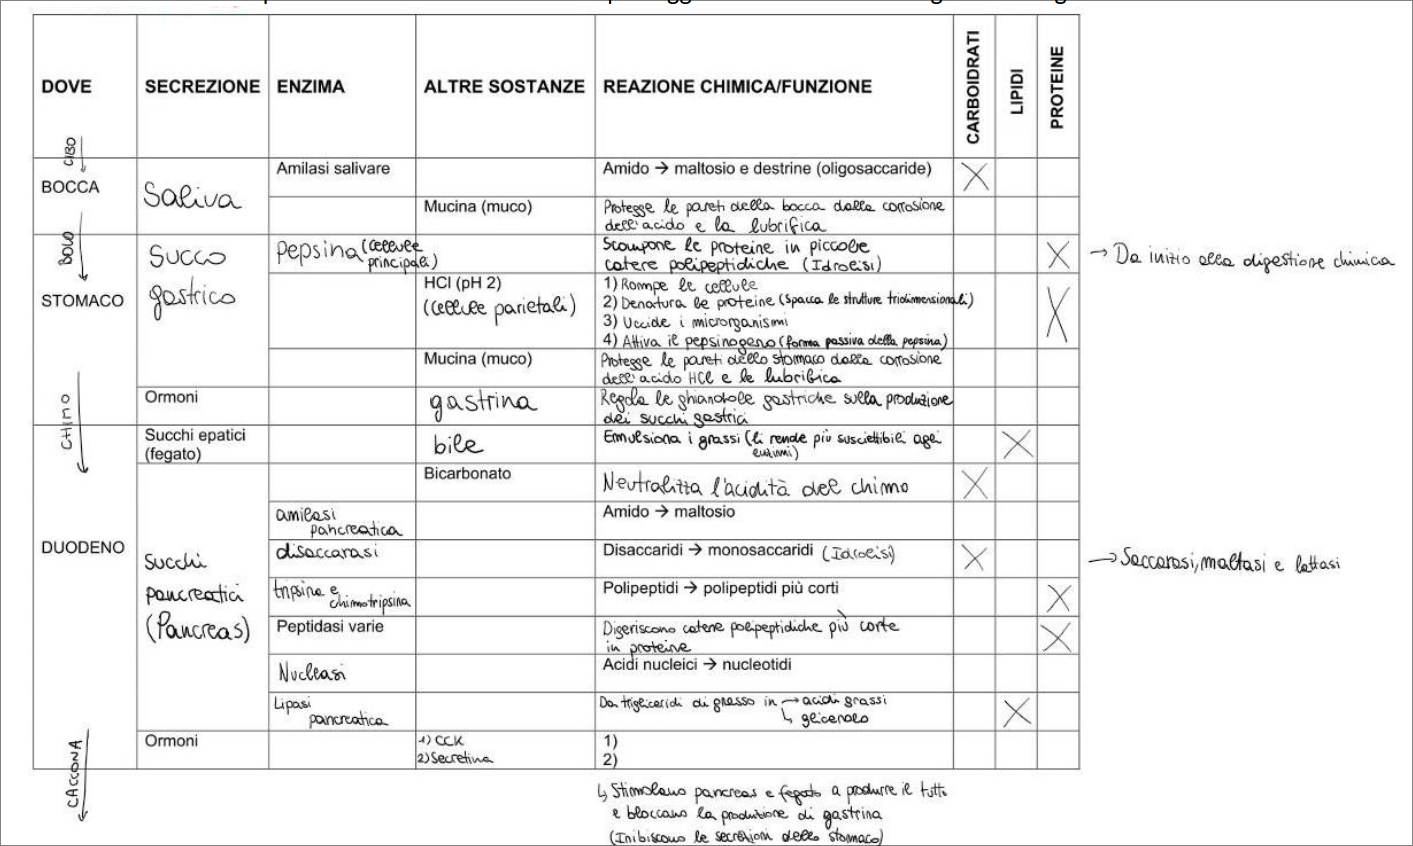 DOVE SECREZIONE ENZIMA ALTRE SOSTANZE REAZIONE CHIMICA/FUNZIONE CARBOIDRATI LIPIDI PROTEINE
CIBO
BOCCA
Saliva
Amilasi salivare
Amido → maltosio e destrine (oligosaccaride)
Mucina (muco)
Protegge le pareti della bocca dalla corrosione
dell'acido e la lubrifica
BOLO
STOMACO
Succo
gastrico
Pepsina (cellule
principali)
Scompone le proteine in piccole
catere polipeptidiche (Idrolisi)
→ Da inizio alla digestione chimica
HCl (pH 2)
(cellule parietali)
1) Rompe le cellule
2) Denatura le proteine (spacca le strutture tridimensionali)
3) Uccide i microrganismi
4) Attiva il pepsinogeno (forma passiva della pepsina)
Mucina (muco)
Protegge le pareti dello stomaco dalla corrosione
dell'acido HCl e le lubrifica
Ormoni
gastrina
Regola le ghiandole gastriche sulla produzione
dei succhi gastrici
CHIMO
DUODENO
Succhi epatici
(fegato)
bile
Emulsiona i grassi (li rende più suscettibili agli
enzimi)
succhi
pancreatici
(Pancreas)
Bicarbonato
Neutralizza l'acidità del chimo
amilasi
pancreatica
Amido → maltosio
disaccarasi
Disaccaridi → monosaccaridi (Idrolisi)
→ Saccarasi, maltasi e lattasi
tripsina e
chimotripsina
Polipeptidi → polipeptidi più corti
Peptidasi varie
Digeriscono catene polipeptidiche più corte
in proteine
Nucleasi
Acidi nucleici → nucleotidi
Lipasi
pancreatica
Da trigliceridi di grasso in → acidi grassi
↳ glicerolo
Ormoni
1) CCK
2) Secretina
1)
2)
CACCONA
↳ Stimolano pancreas e fegato a produrre il tutto
e bloccano la produzione di gastrina
(Inibiscono le secrezioni dello stomaco)